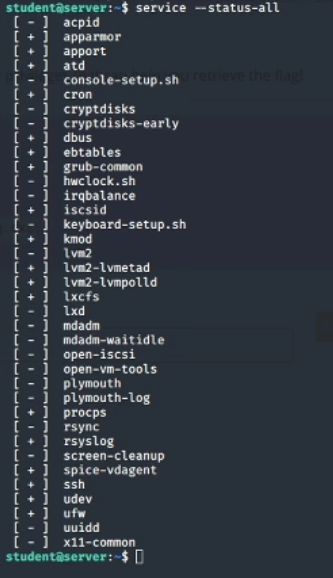 student@server:~$ service --status-all
[ - ] acpid
[ + ] apparmor
[ + ] apport
[ + ] atd
[ - ] console-setup.sh
[ + ] cron
[ - ] cryptdisks
[ - ] cryptdisks-early
[ + ] dbus
[ + ] ebtables
[ + ] grub-common
[ - ] hwclock.sh
[ - ] irqbalance
[ + ] iscsid
[ - ] keyboard-setup.sh
[ + ] kmod
[ - ] lvm2
[ + ] lvm2-lvmetad
[ + ] lvm2-lvmpolld
[ + ] lxcfs
[ - ] lxd
[ - ] mdadm
[ - ] mdadm-waitidle
[ - ] open-iscsi
[ - ] open-vm-tools
[ - ] plymouth
[ - ] plymouth-log
[ + ] procps
[ - ] rsync
[ + ] rsyslog
[ - ] screen-cleanup
[ + ] spice-vdagent
[ + ] ssh
[ + ] udev
[ + ] ufw
[ - ] uuidd
[ - ] x11-common
student@server:~$
retrieve the flag!